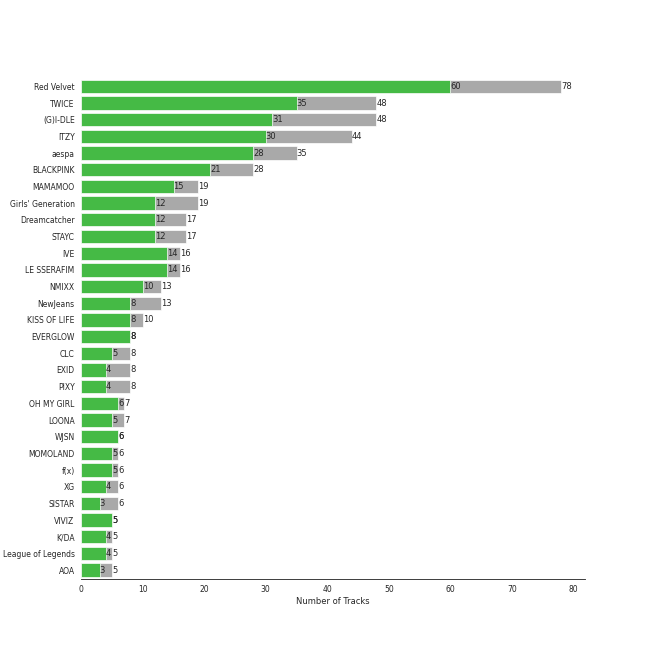 Red Velvet 60 78
TWICE 35 48
(G)I-DLE 31 48
ITZY 30 44
aespa 28 35
BLACKPINK 21 28
MAMAMOO 15 19
Girls' Generation 12 19
Dreamcatcher 12 17
STAYC 12 17
IVE 14 16
LE SSERAFIM 14 16
NMIXX 10 13
NewJeans 8 13
KISS OF LIFE 8 10
EVERGLOW 8 8
CLC 5 8
EXID 4 8
PIXY 4 8
OH MY GIRL 6 7
LOONA 5 7
WJSN 6 6
MOMOLAND 5 6
f(x) 5 6
XG 4 6
SISTAR 3 6
VIVIZ 5 5
K/DA 4 5
League of Legends 4 5
AOA 3 5
0 10 20 30 40 50 60 70 80
Number of Tracks